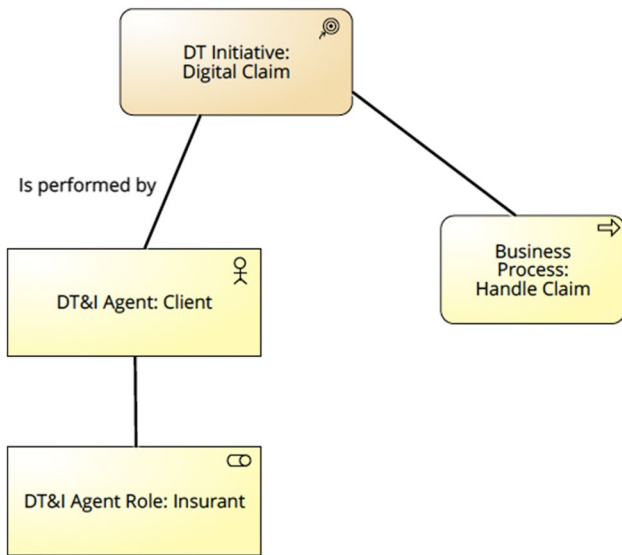 DT Initiative:
Digital Claim
Is performed by
Business
Process:
Handle Claim
DT&I Agent: Client
DT&I Agent Role: Insurant